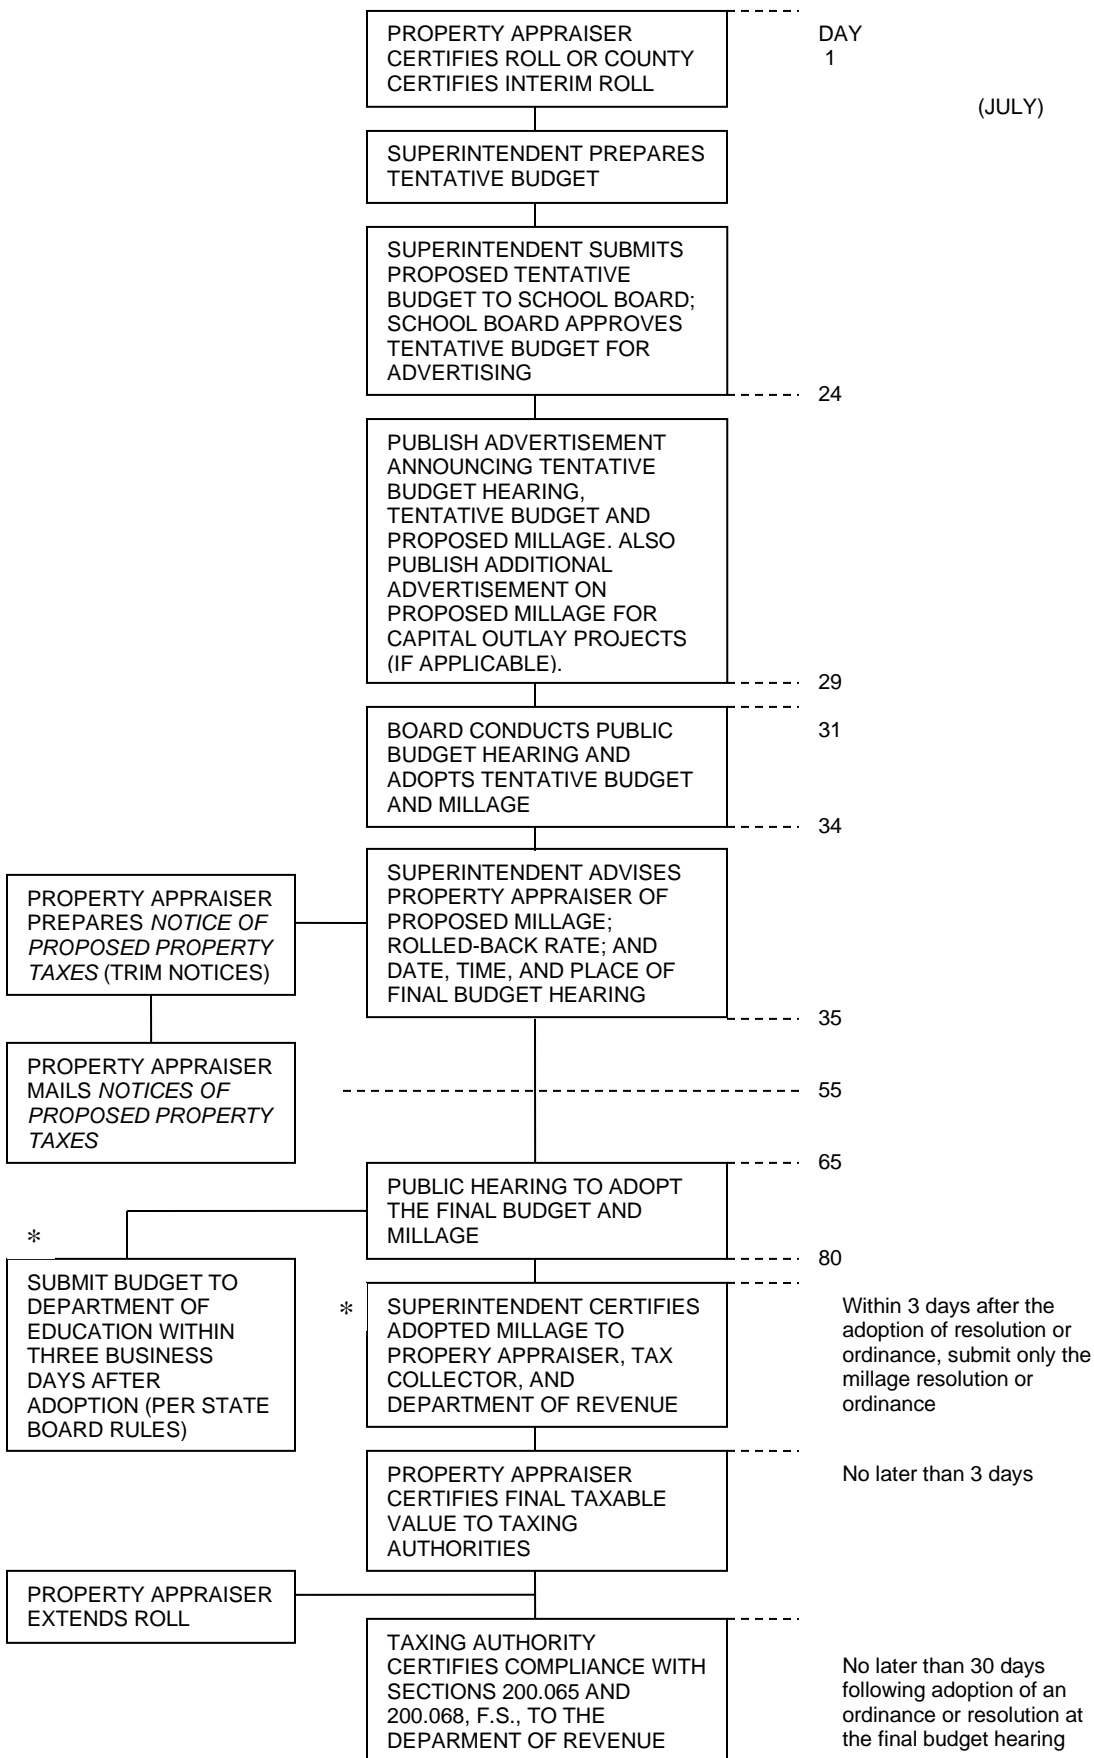 PROPERTY APPRAISER
CERTIFIES ROLL OR COUNTY
CERTIFIES INTERIM ROLL
DAY
1
(JULY)
SUPERINTENDENT PREPARES
TENTATIVE BUDGET
SUPERINTENDENT SUBMITS
PROPOSED TENTATIVE
BUDGET TO SCHOOL BOARD;
SCHOOL BOARD APPROVES
TENTATIVE BUDGET FOR
ADVERTISING
24
PUBLISH ADVERTISEMENT
ANNOUNCING TENTATIVE
BUDGET HEARING,
TENTATIVE BUDGET AND
PROPOSED MILLAGE. ALSO
PUBLISH ADDITIONAL
ADVERTISEMENT ON
PROPOSED MILLAGE FOR
CAPITAL OUTLAY PROJECTS
(IF APPLICABLE).
29
BOARD CONDUCTS PUBLIC
BUDGET HEARING AND
ADOPTS TENTATIVE BUDGET
AND MILLAGE
31
34
SUPERINTENDENT ADVISES
PROPERTY APPRAISER OF
PROPOSED MILLAGE;
ROLLED-BACK RATE; AND
DATE, TIME, AND PLACE OF
FINAL BUDGET HEARING
35
PROPERTY APPRAISER
PREPARES NOTICE OF
PROPOSED PROPERTY
TAXES (TRIM NOTICES)
PROPERTY APPRAISER
MAILS NOTICES OF
PROPOSED PROPERTY
TAXES
55
65
PUBLIC HEARING TO ADOPT
THE FINAL BUDGET AND
MILLAGE
80
*
SUBMIT BUDGET TO
DEPARTMENT OF
EDUCATION WITHIN
THREE BUSINESS
DAYS AFTER
ADOPTION (PER STATE
BOARD RULES)
*
SUPERINTENDENT CERTIFIES
ADOPTED MILLAGE TO
PROPERY APPRAISER, TAX
COLLECTOR, AND
DEPARTMENT OF REVENUE
Within 3 days after the
adoption of resolution or
ordinance, submit only the
millage resolution or
ordinance
PROPERTY APPRAISER
CERTIFIES FINAL TAXABLE
VALUE TO TAXING
AUTHORITIES
No later than 3 days
PROPERTY APPRAISER
EXTENDS ROLL
TAXING AUTHORITY
CERTIFIES COMPLIANCE WITH
SECTIONS 200.065 AND
200.068, F.S., TO THE
DEPARMENT OF REVENUE
No later than 30 days
following adoption of an
ordinance or resolution at
the final budget hearing